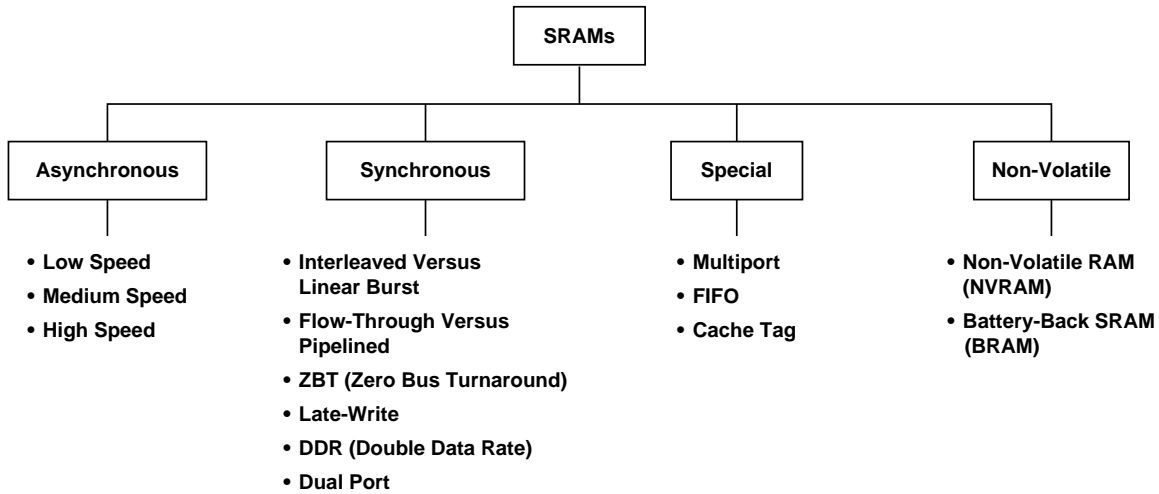 SRAMs
Asynchronous
• Low Speed
• Medium Speed
• High Speed
Synchronous
• Interleaved Versus
Linear Burst
• Flow-Through Versus
Pipelined
• ZBT (Zero Bus Turnaround)
• Late-Write
• DDR (Double Data Rate)
• Dual Port
Special
• Multiport
• FIFO
• Cache Tag
Non-Volatile
• Non-Volatile RAM
(NVRAM)
• Battery-Back SRAM
(BRAM)